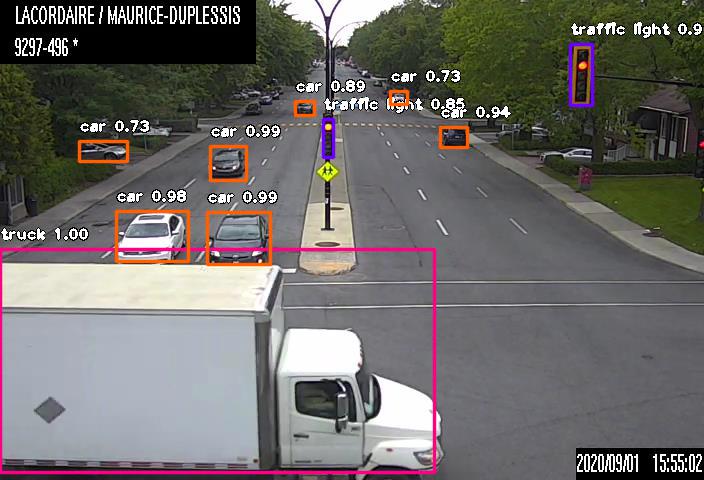 LACORDAIRE / MAURICE-DUPLESSIS
9297-496 *
traffic light 0.9
car 0.73
car 0.89
traffic light 0.85
car 0.94
car 0.73
car 0.99
car 0.98
car 0.99
truck 1.00
2020/09/01 15:55:02